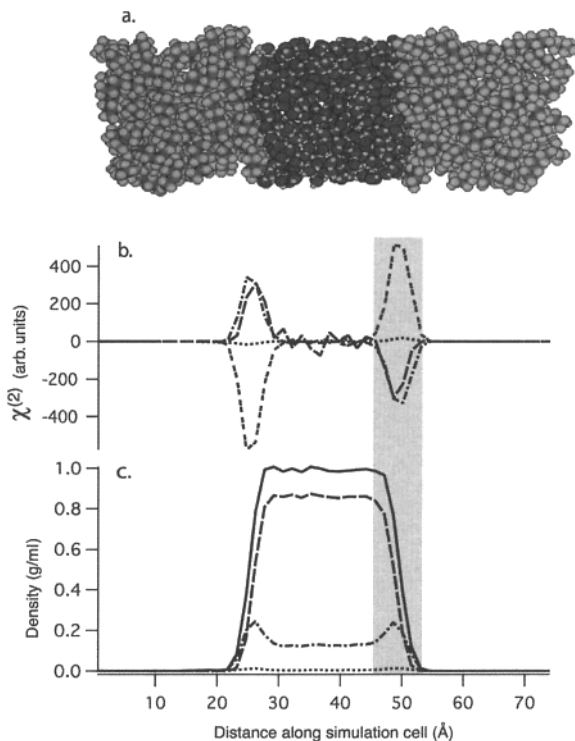 a.
b.
400
200
0
-200
-400
χ(2) (arb. units)
c.
1.0
0.8
0.6
0.4
0.2
0.0
Density (g/ml)
10 20 30 40 50 60 70
Distance along simulation cell (Å)